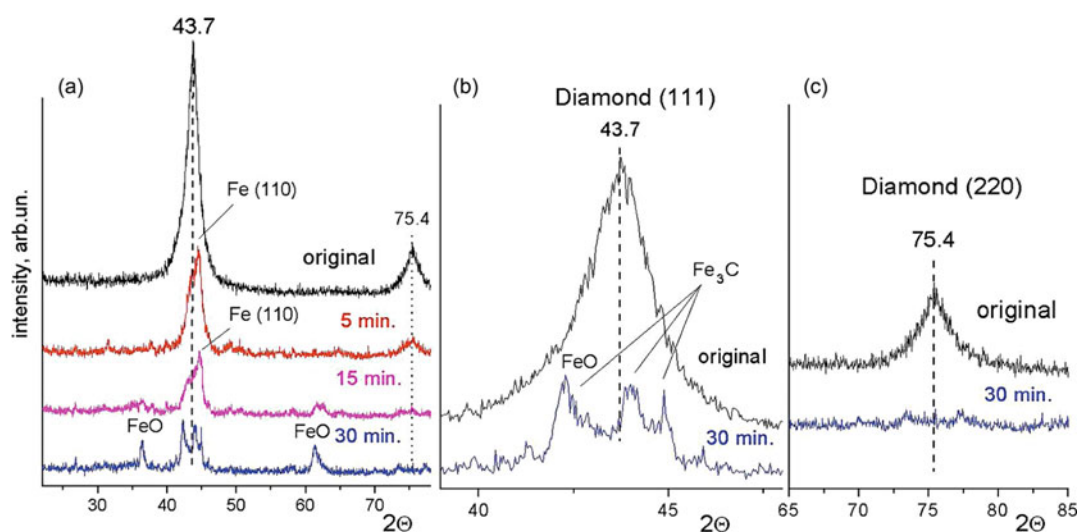 (a)
43.7
Fe (110)
75.4
original
5 min.
Fe (110)
15 min.
FeO
30 min.
FeO
intensity, arb.un.
30
40
50
60
70
2Θ
(b)
Diamond (111)
43.7
Fe₃C
FeO
original
30 min.
40
45
2Θ
(c)
Diamond (220)
75.4
original
30 min.
65
70
75
80
85
2Θ